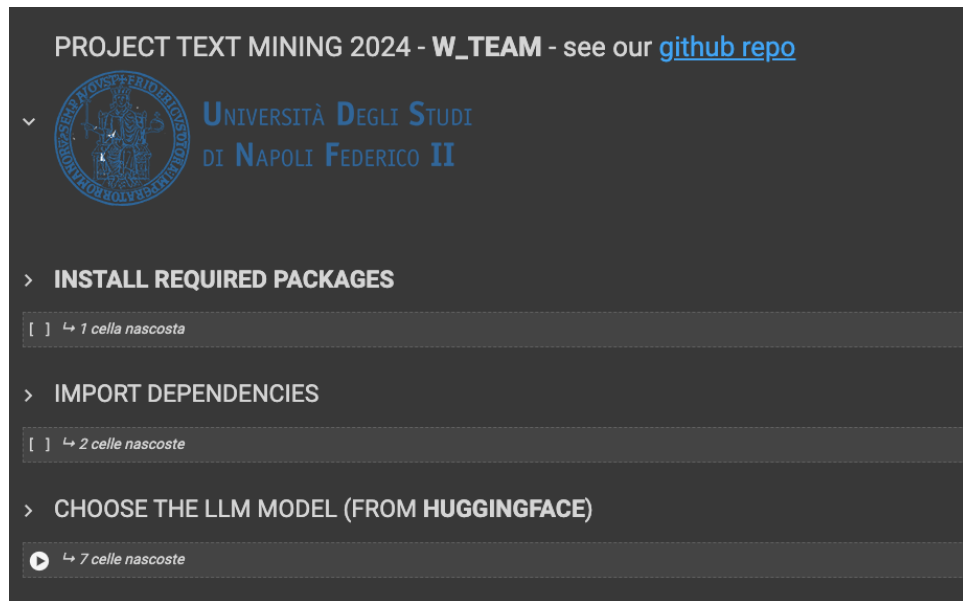 PROJECT TEXT MINING 2024 - W_TEAM - see our github repo
UNIVERSITÀ DEGLI STUDI
DI NAPOLI FEDERICO II
INSTALL REQUIRED PACKAGES
[ ] ↳ 1 cella nascosta
IMPORT DEPENDENCIES
[ ] ↳ 2 celle nascoste
CHOOSE THE LLM MODEL (FROM HUGGINGFACE)
↳ 7 celle nascoste